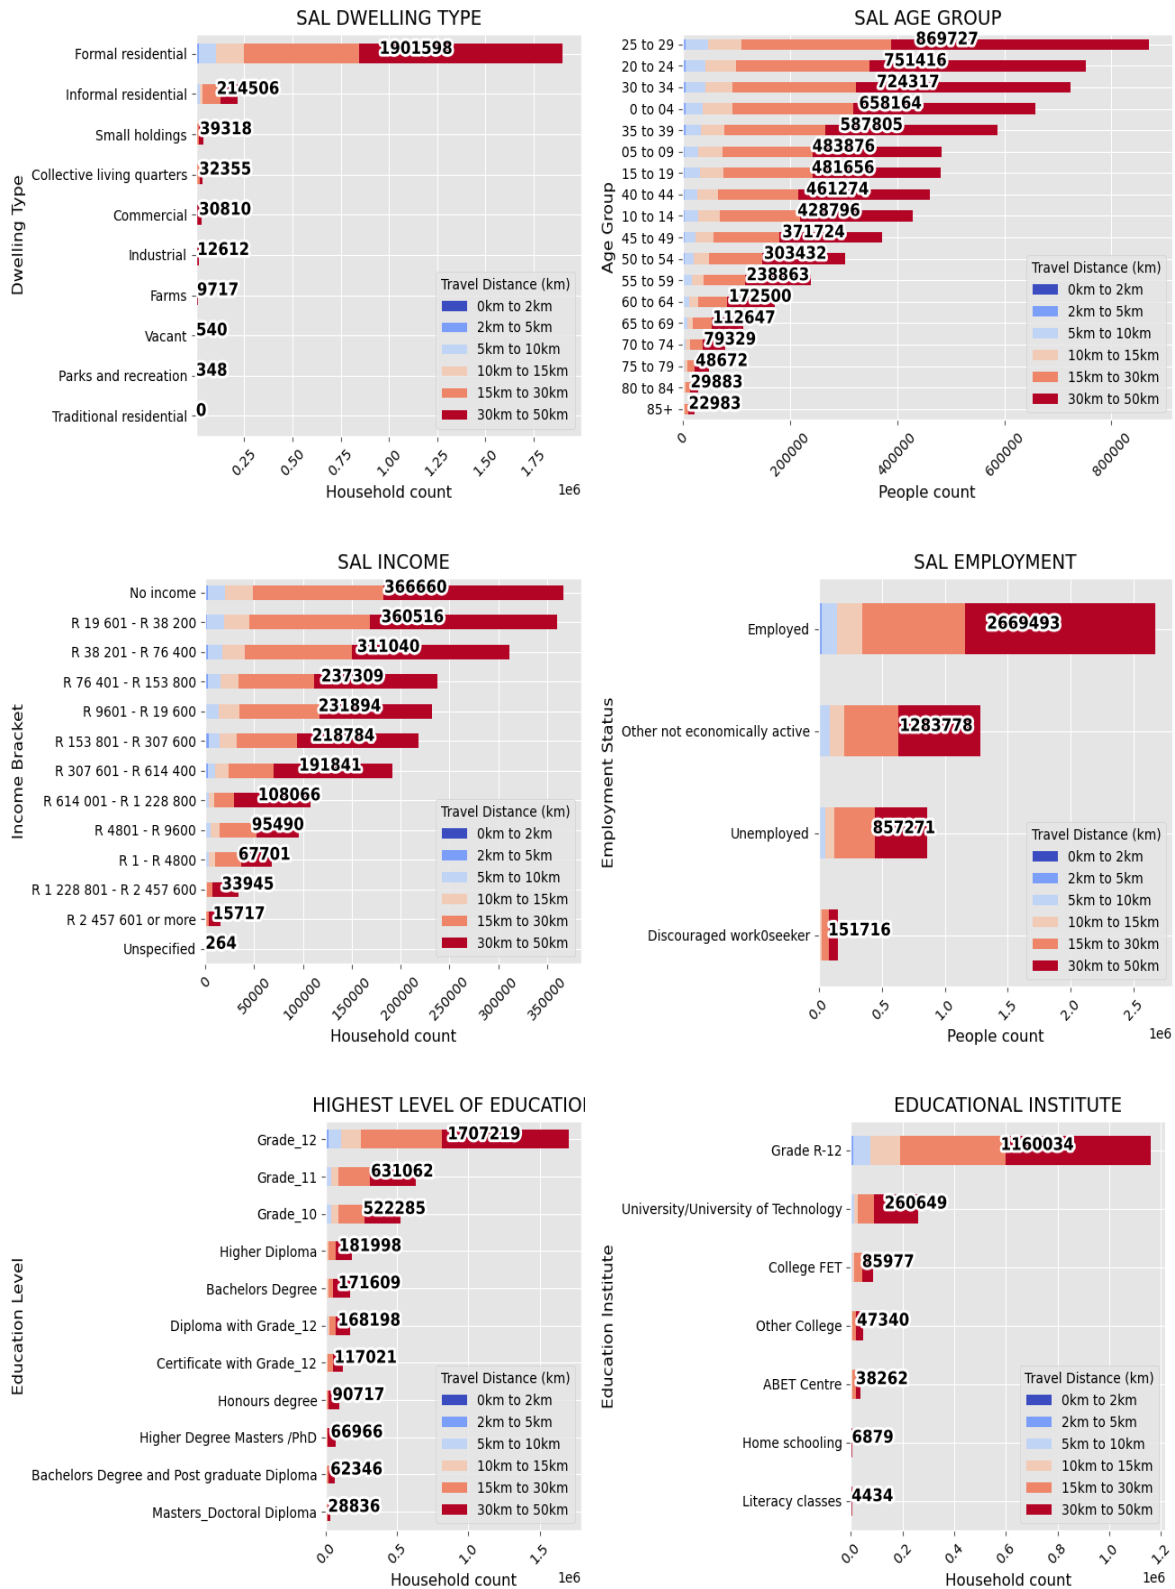 SAL DWELLING TYPE
Dwelling Type
Formal residential 1901598
Informal residential 214506
Small holdings 39318
Collective living quarters 32355
Commercial 30810
Industrial 12612
Farms 9717
Vacant 540
Parks and recreation 348
Traditional residential 0
Travel Distance (km)
0km to 2km
2km to 5km
5km to 10km
10km to 15km
15km to 30km
30km to 50km
0.25 0.50 0.75 1.00 1.25 1.50 1.75
1e6
Household count
SAL AGE GROUP
Age Group
25 to 29 869727
20 to 24 751416
30 to 34 724317
0 to 04 658164
35 to 39 587805
05 to 09 483876
15 to 19 481656
40 to 44 461274
10 to 14 428796
45 to 49 371724
50 to 54 303432
55 to 59 238863
60 to 64 172500
65 to 69 112647
70 to 74 79329
75 to 79 48672
80 to 84 29883
85+ 22983
Travel Distance (km)
0km to 2km
2km to 5km
5km to 10km
10km to 15km
15km to 30km
30km to 50km
0 200000 400000 600000 800000
People count
SAL INCOME
Income Bracket
No income 366660
R 19 601 - R 38 200 360516
R 38 201 - R 76 400 311040
R 76 401 - R 153 800 237309
R 9601 - R 19 600 231894
R 153 801 - R 307 600 218784
R 307 601 - R 614 400 191841
R 614 001 - R 1 228 800 108066
R 4801 - R 9600 95490
R 1 - R 4800 67701
R 1 228 801 - R 2 457 600 33945
R 2 457 601 or more 15717
Unspecified 264
Travel Distance (km)
0km to 2km
2km to 5km
5km to 10km
10km to 15km
15km to 30km
30km to 50km
0 50000 100000 150000 200000 250000 300000 350000
Household count
SAL EMPLOYMENT
Employment Status
Employed 2669493
Other not economically active 1283778
Unemployed 857271
Discouraged work0seeker 151716
Travel Distance (km)
0km to 2km
2km to 5km
5km to 10km
10km to 15km
15km to 30km
30km to 50km
0.0 0.5 1.0 1.5 2.0 2.5
1e6
People count
HIGHEST LEVEL OF EDUCATIO
Education Level
Grade_12 1707219
Grade_11 631062
Grade_10 522285
Higher Diploma 181998
Bachelors Degree 171609
Diploma with Grade_12 168198
Certificate with Grade_12 117021
Honours degree 90717
Higher Degree Masters /PhD 66966
Bachelors Degree and Post graduate Diploma 62346
Masters_Doctoral Diploma 28836
Travel Distance (km)
0km to 2km
2km to 5km
5km to 10km
10km to 15km
15km to 30km
30km to 50km
0.0 0.5 1.0 1.5
1e6
Household count
EDUCATIONAL INSTITUTE
Education Institute
Grade R-12 1160034
University/University of Technology 260649
College FET 85977
Other College 47340
ABET Centre 38262
Home schooling 6879
Literacy classes 4434
Travel Distance (km)
0km to 2km
2km to 5km
5km to 10km
10km to 15km
15km to 30km
30km to 50km
0.0 0.2 0.4 0.6 0.8 1.0 1.2
1e6
Household count